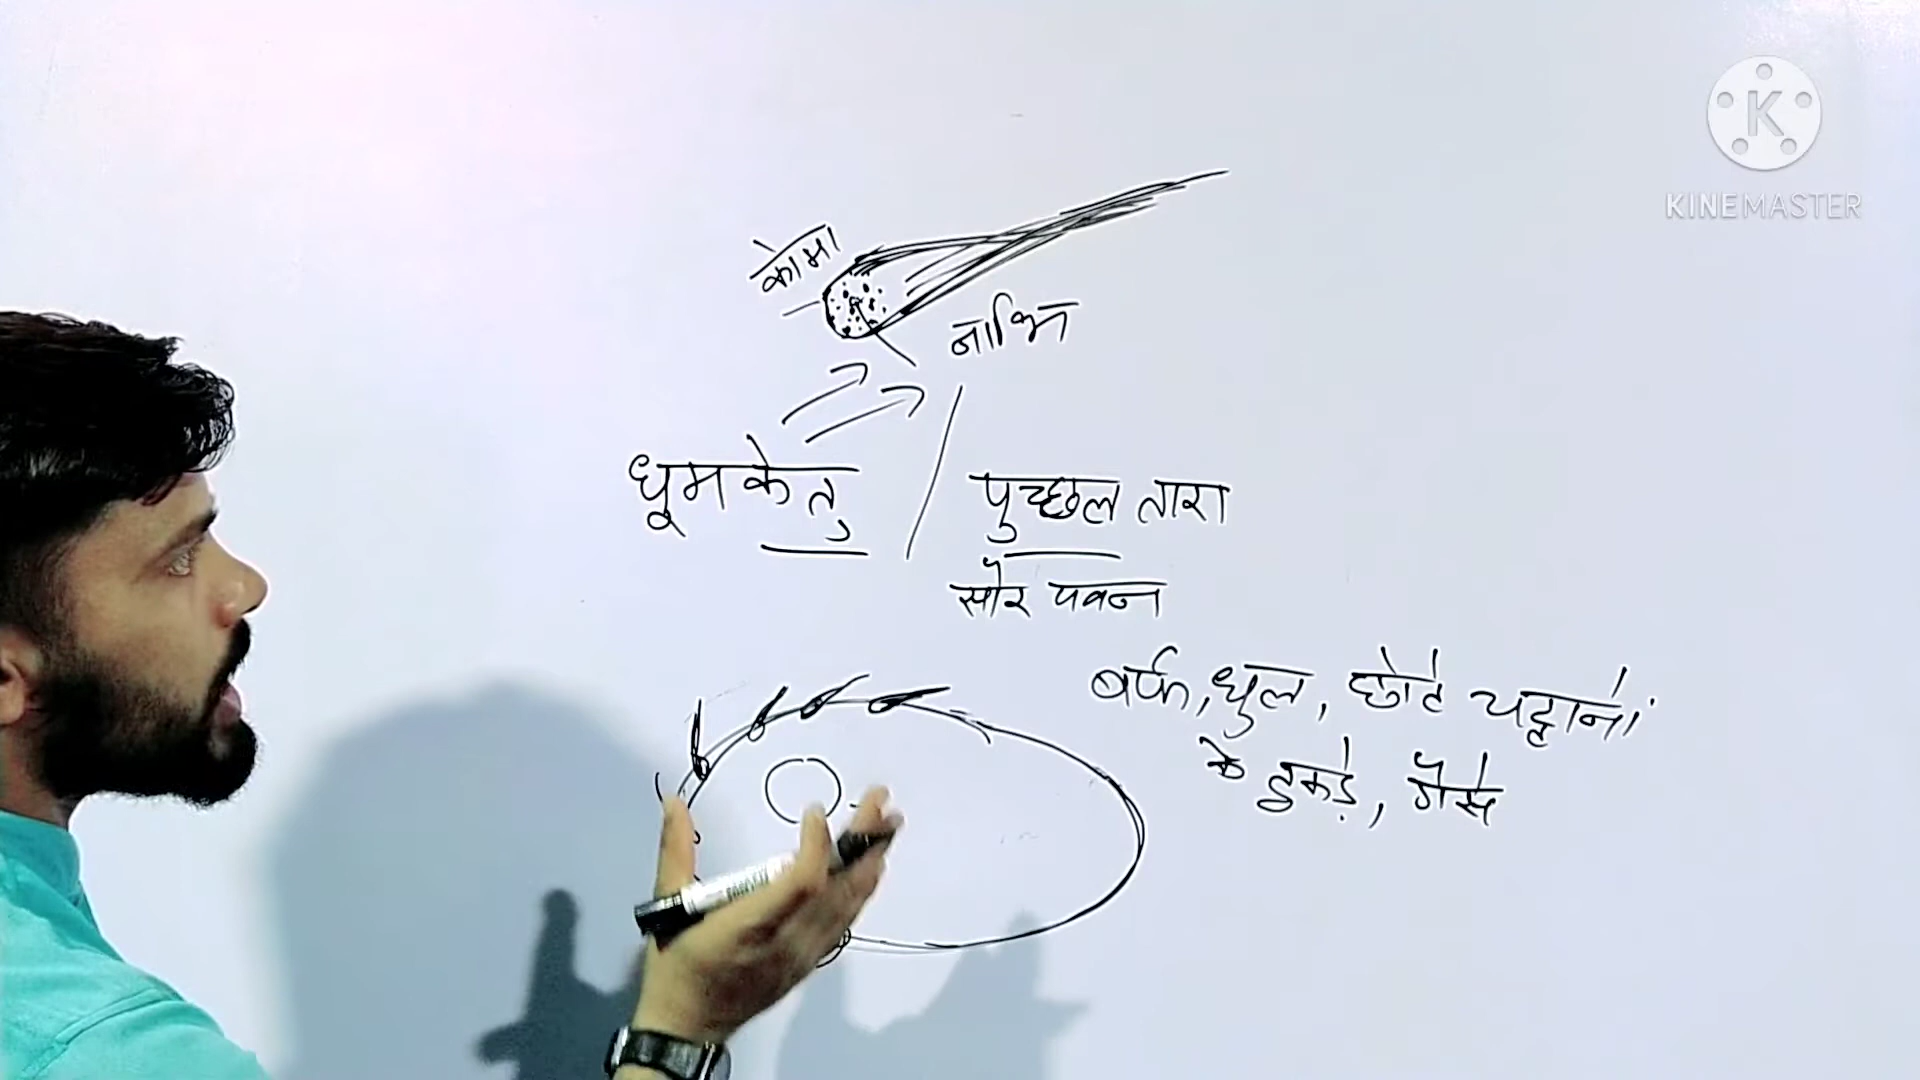 K
KINEMASTER
कोमा
नाभि
धूमकेतु / पुच्छल तारा
सौर पवन
बर्फ, धुल, छोटे चट्टानों
के टुकड़े, गैसे